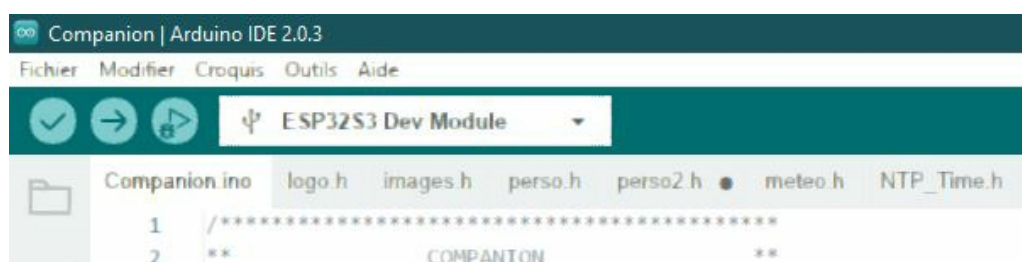 Companion | Arduino IDE 2.0.3
Fichier Modifier Croquis Outils Aide
ESP32S3 Dev Module
Companion.ino logo.h images.h perso.h perso2.h ● meteo.h NTP_Time.h
1 /*******************************************
2 ** COMPANION **